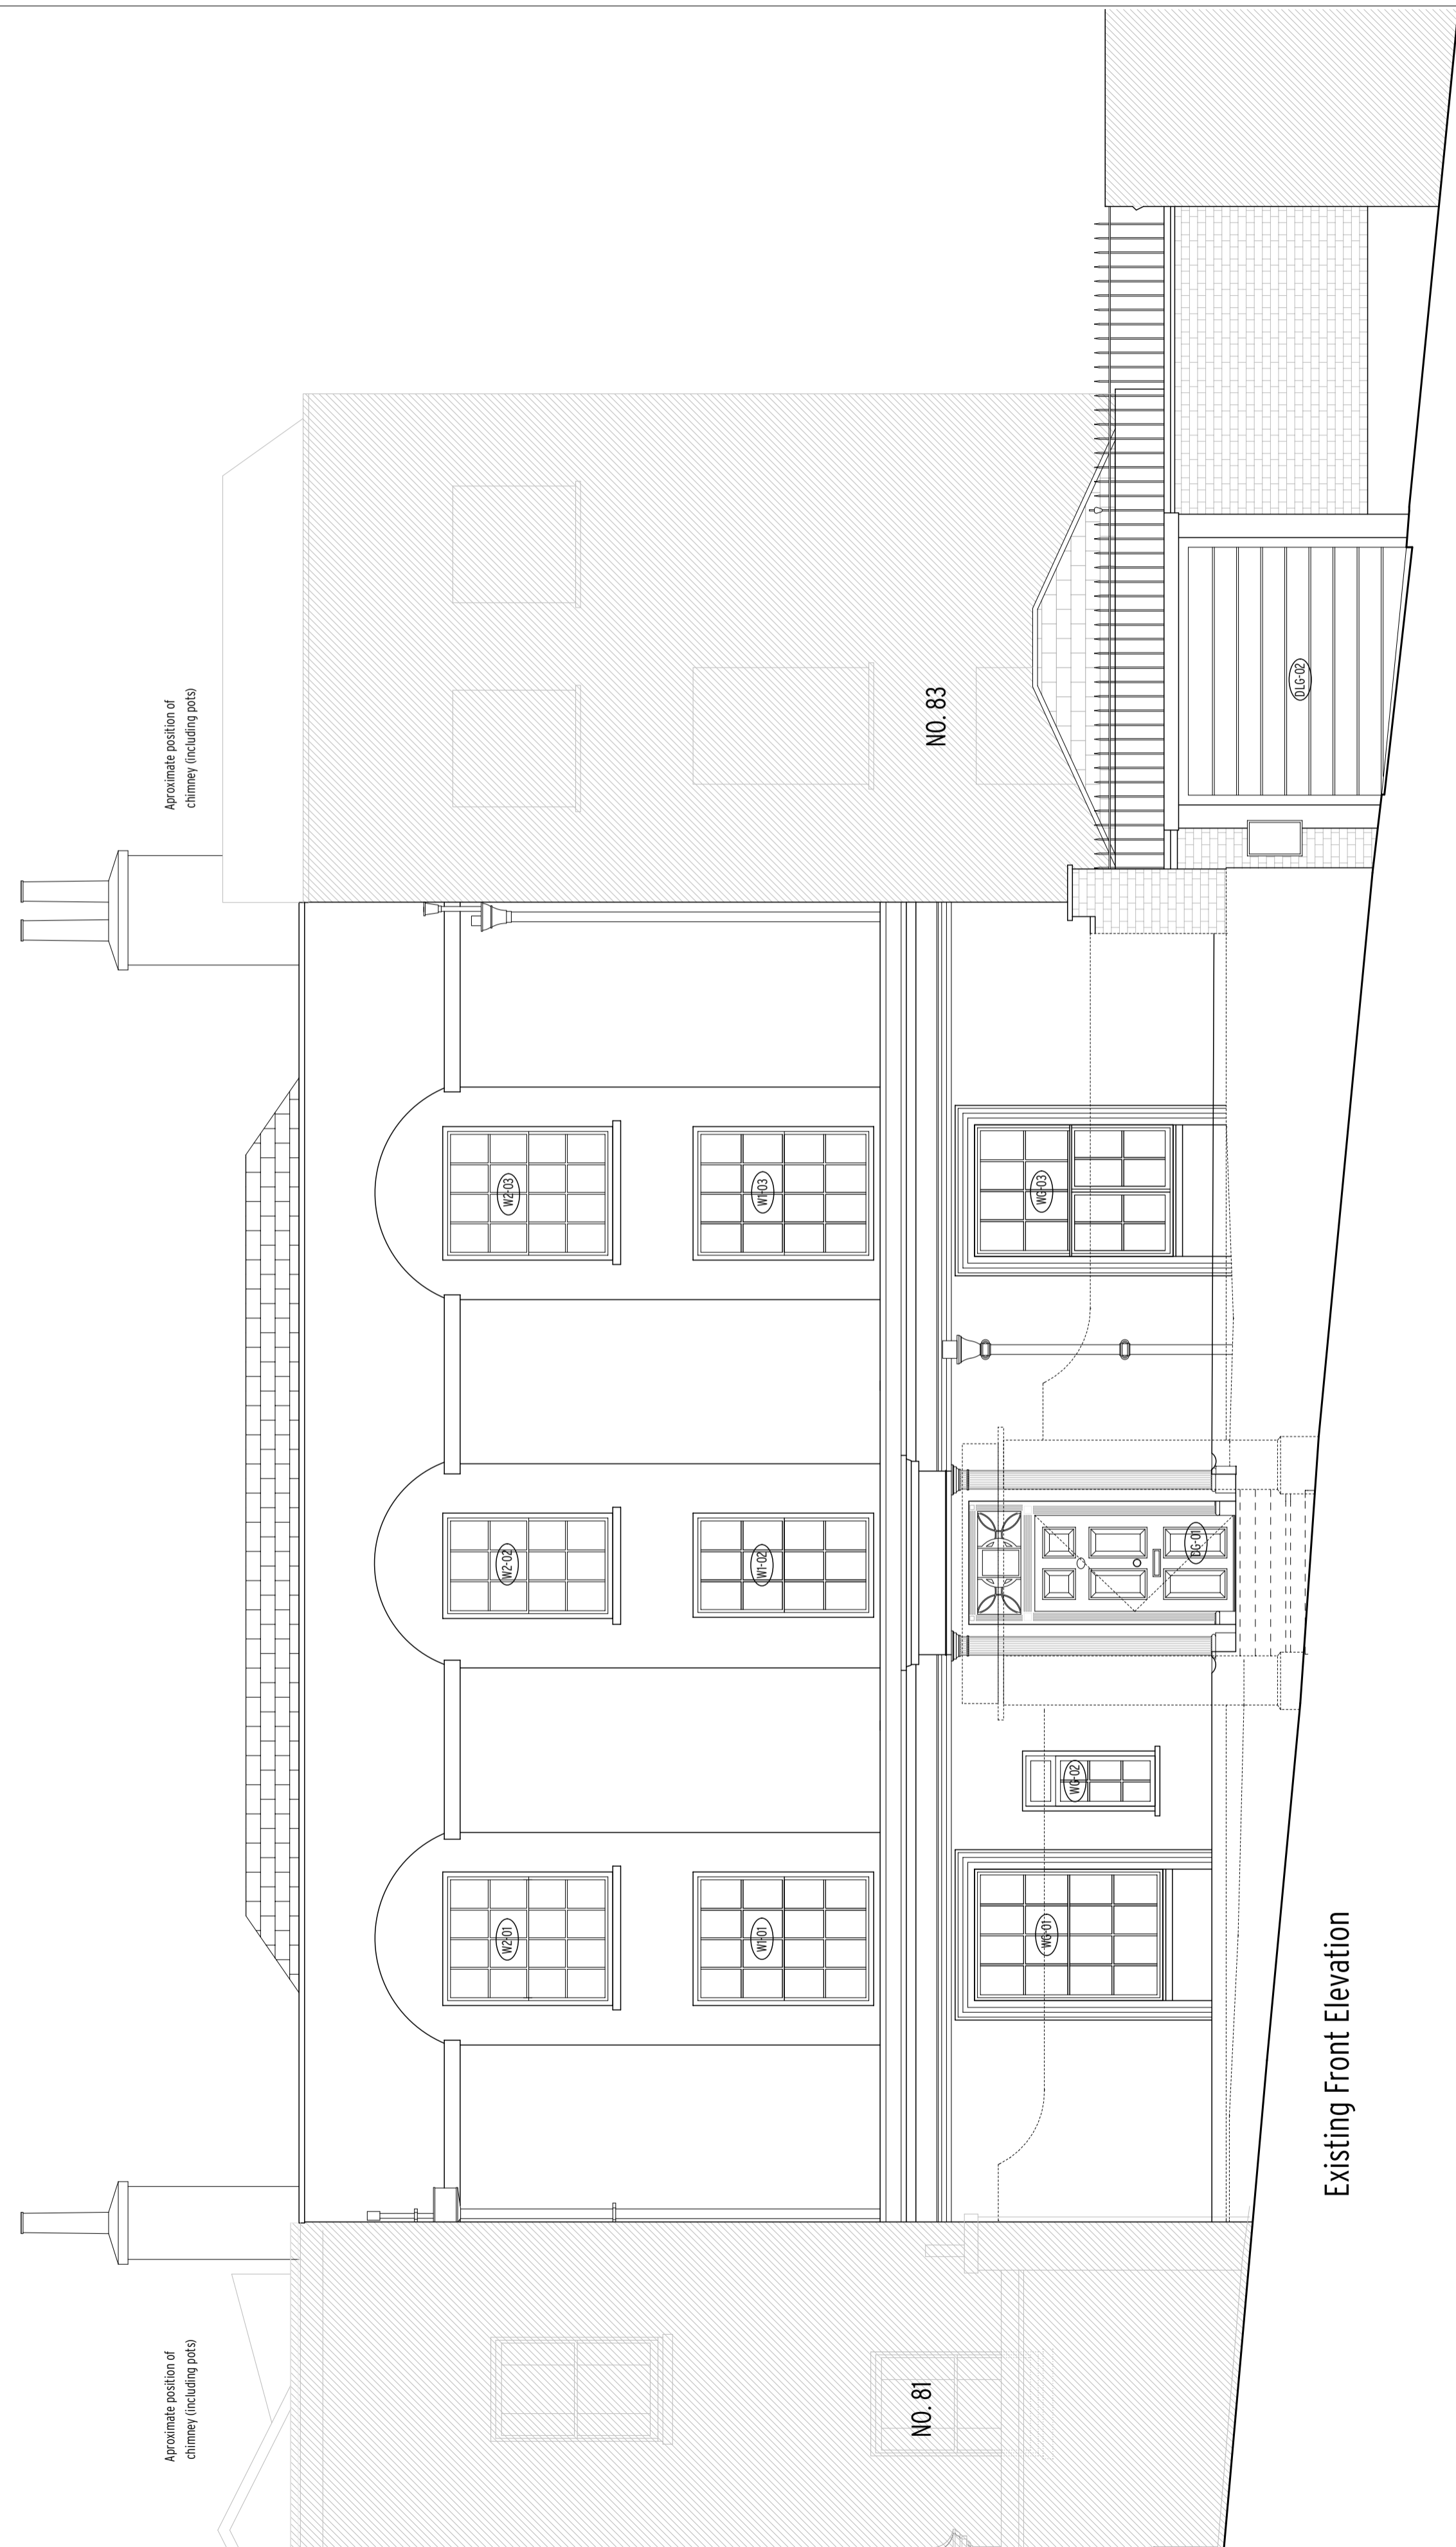 Aproximate position of
chimney (including pots)
Aproximate position of
chimney (including pots)
W2-01
W2-02
W2-03
W1-01
W1-02
W1-03
NO. 81
NO. 83
WG-01
WG-02
DG-01
WG-03
DLG-02
Existing Front Elevation